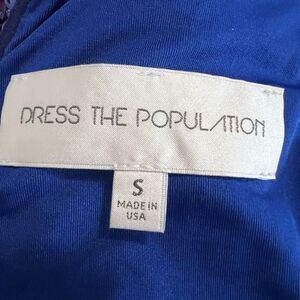 DRESS THE POPULATION
S
MADE IN
USA